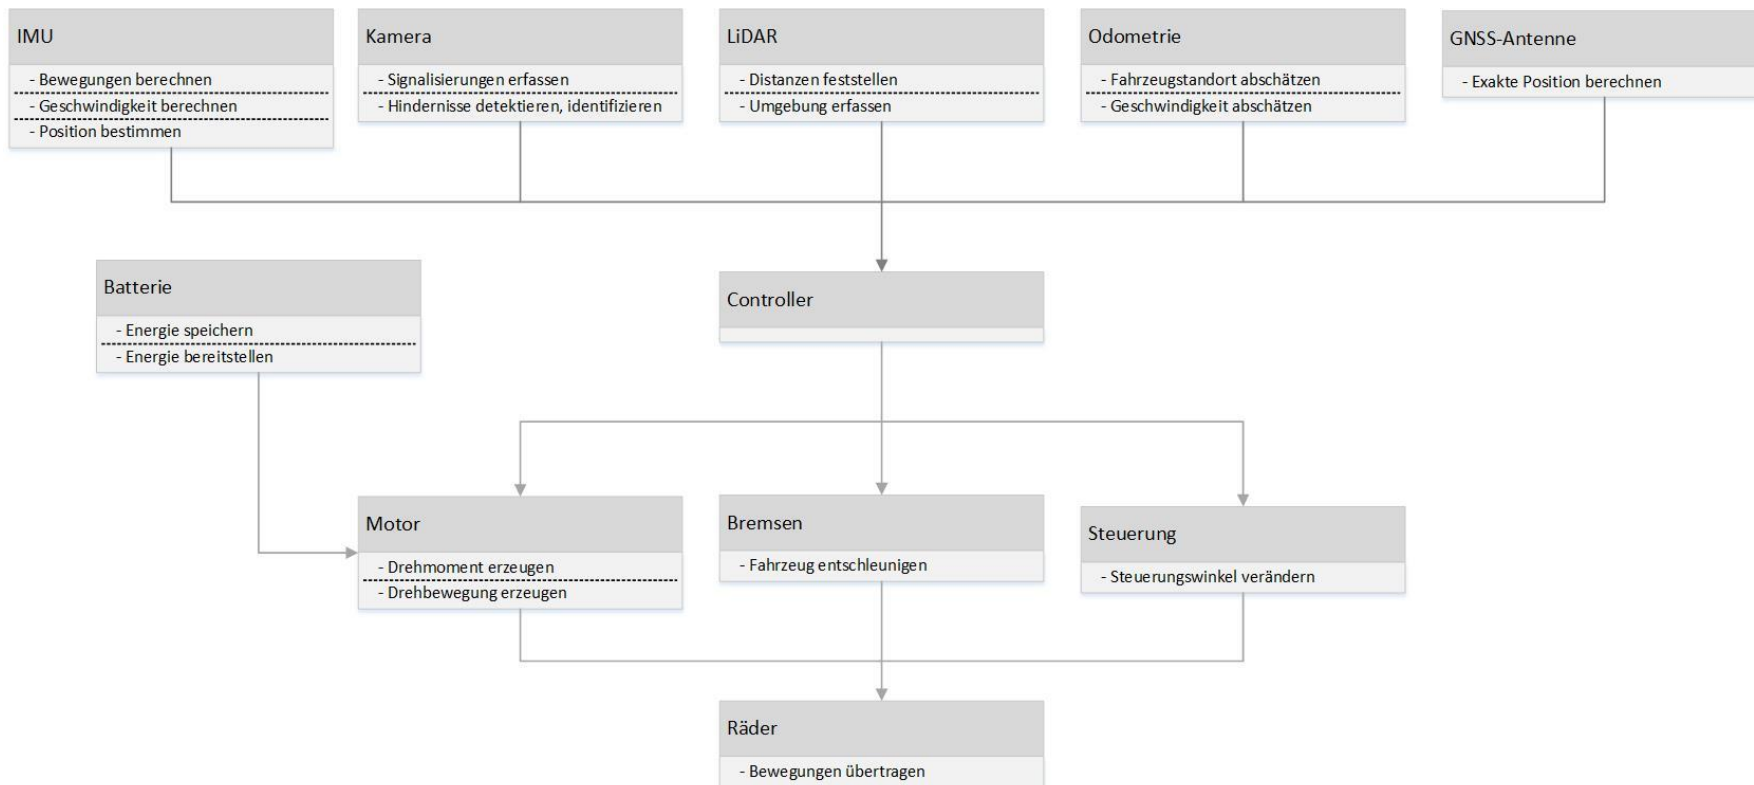 IMU
- Bewegungen berechnen
- Geschwindigkeit berechnen
- Position bestimmen
Kamera
- Signalisierungen erfassen
- Hindernisse detektieren, identifizieren
LiDAR
- Distanzen feststellen
- Umgebung erfassen
Odometrie
- Fahrzeugstandort abschätzen
- Geschwindigkeit abschätzen
GNSS-Antenne
- Exakte Position berechnen
Batterie
- Energie speichern
- Energie bereitstellen
Controller
Motor
- Drehmoment erzeugen
- Drehbewegung erzeugen
Bremsen
- Fahrzeug entschleunigen
Steuerung
- Steuerungswinkel verändern
Räder
- Bewegungen übertragen